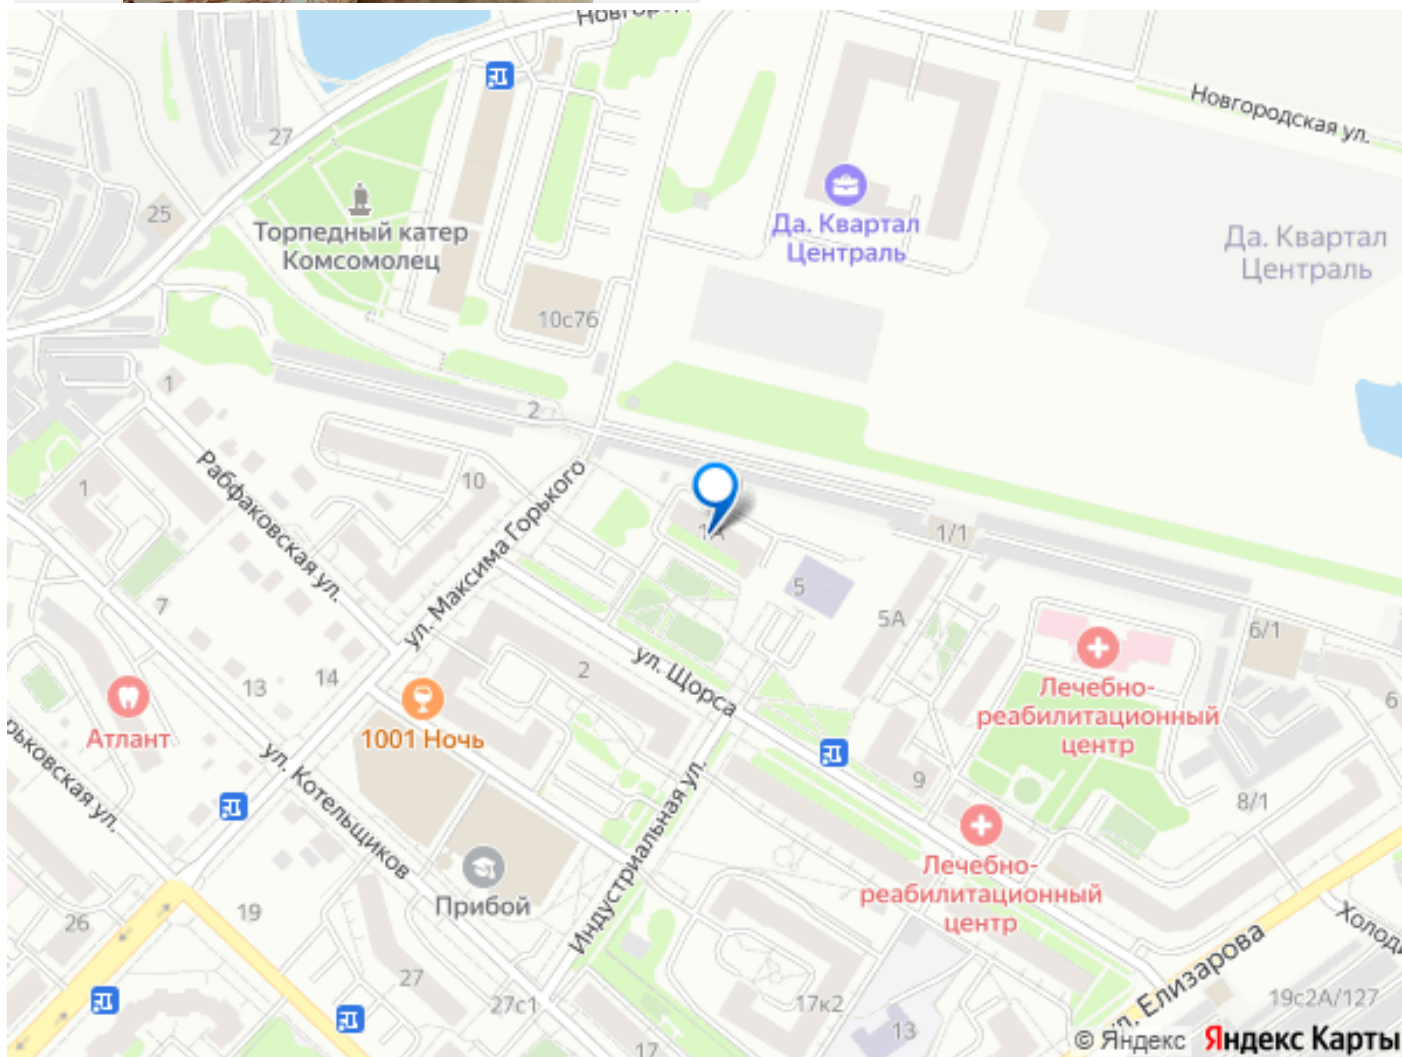 Новгородская ул.
27
25
Торпедный катер
Комсомолец
Да. Квартал
Централь
Да. Квартал
Централь
10с76
1
2
Рабфаковская ул.
10
1
ул. Максима Горького
1А
1/1
5
5А
7
6/1
2
ул. Щорса
Лечебно-
реабилитационный
центр
14
13
6
Атлант
1001 Ночь
ул. Котельщиков
9
8/1
Индустриальная ул.
Лечебно-
реабилитационный
центр
Прибой
26
19
27
27с1
17к2
13
17
ул. Елизарова
19с2А/127
© Яндекс Яндекс Карты